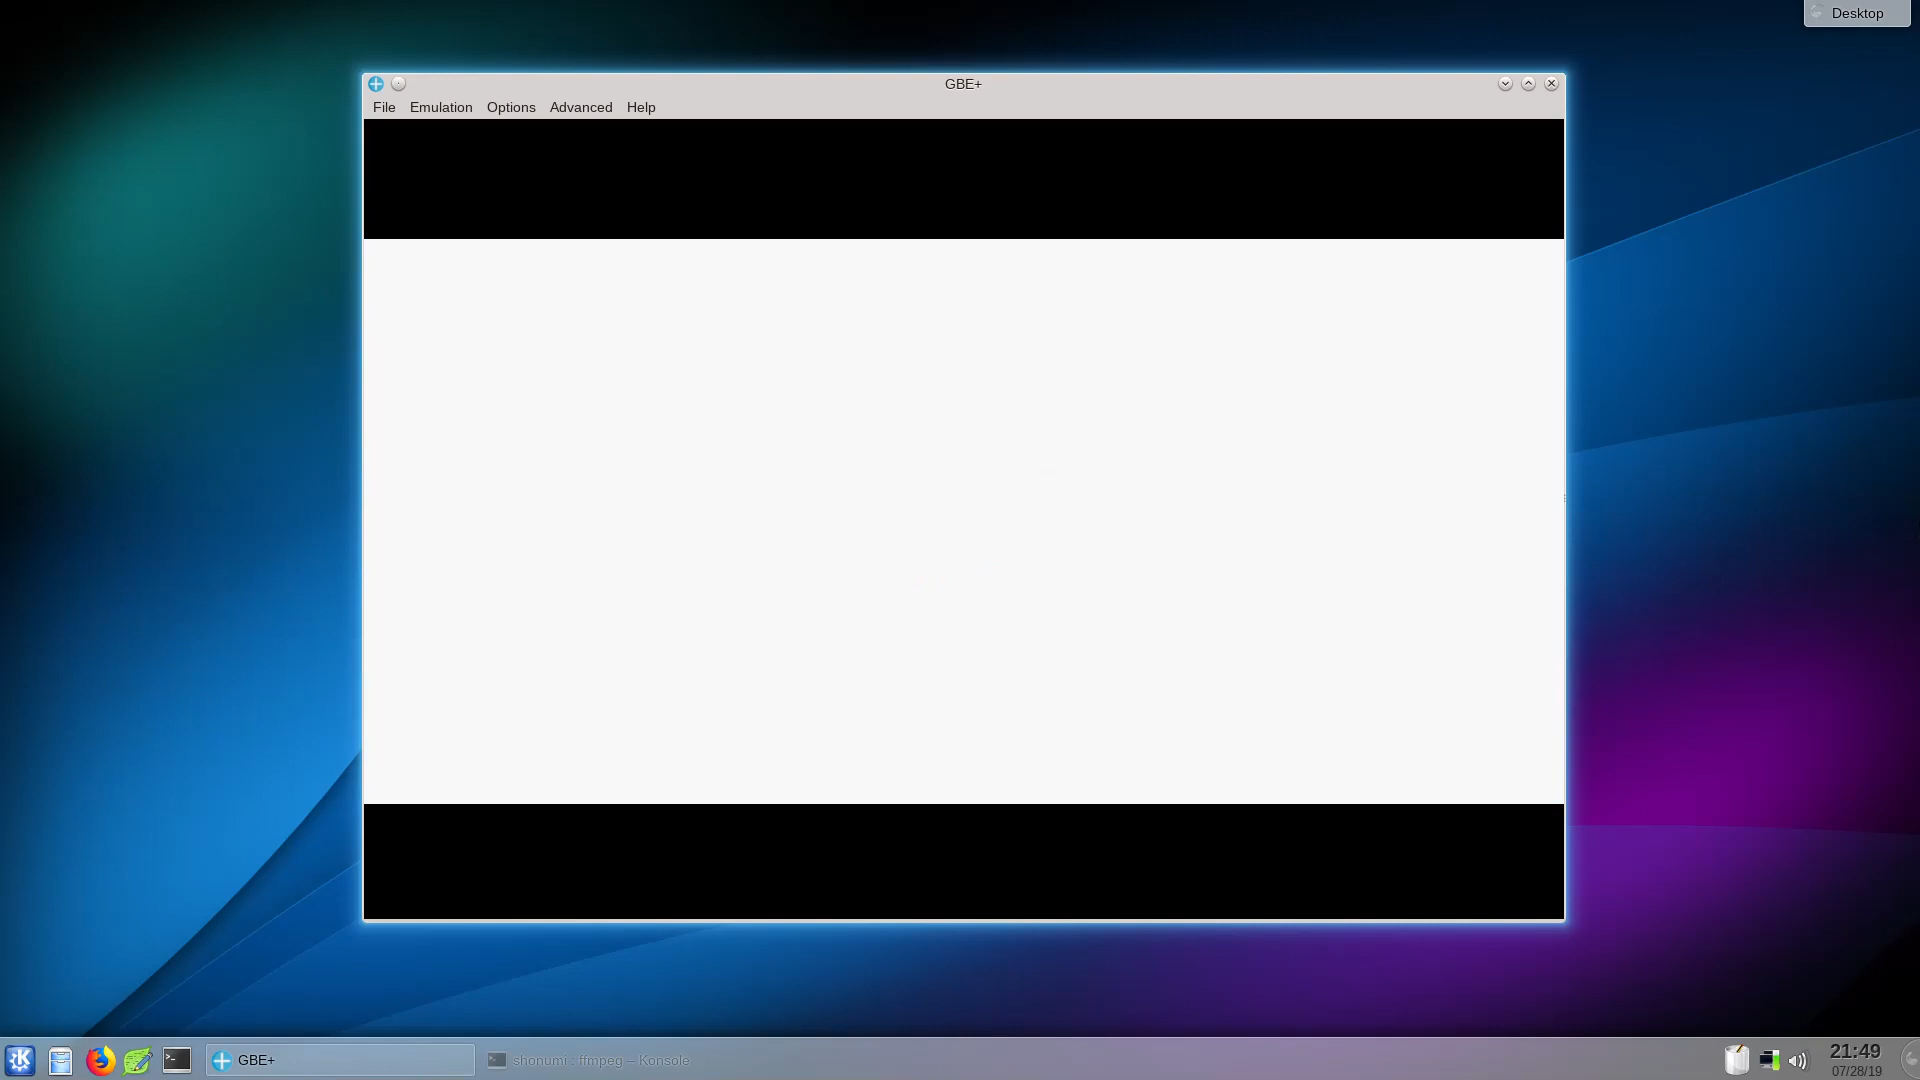 Desktop
GBE+
File Emulation Options Advanced Help
GBE+ shonumi : ffmpeg – Konsole
21:49
07/28/19